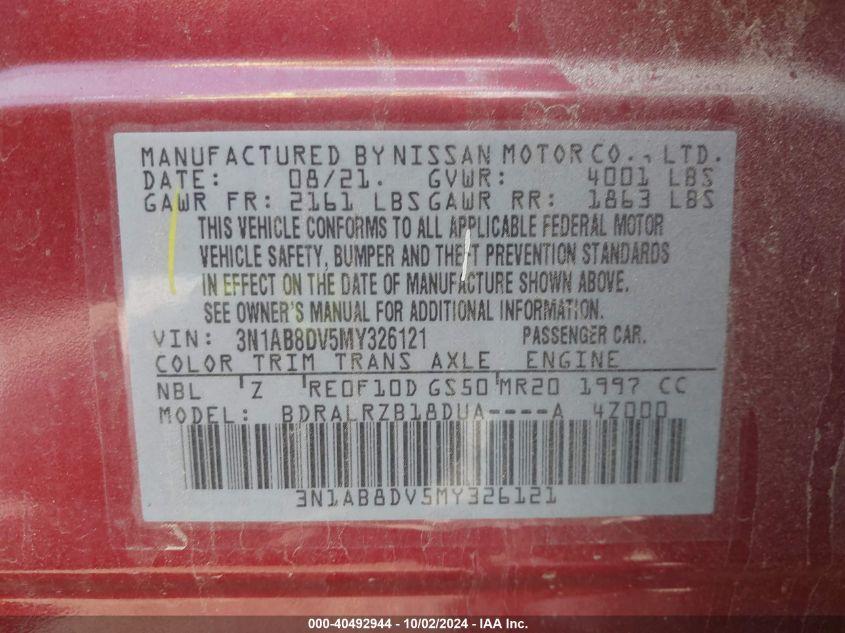 MANUFACTURED BY NISSAN MOTOR CO., LTD.
DATE: 08/21. GVWR: 4001 LBS
GAWR FR: 2161 LBS GAWR RR: 1863 LBS
THIS VEHICLE CONFORMS TO ALL APPLICABLE FEDERAL MOTOR
VEHICLE SAFETY, BUMPER AND THEFT PREVENTION STANDARDS
IN EFFECT ON THE DATE OF MANUFACTURE SHOWN ABOVE.
SEE OWNER'S MANUAL FOR ADDITIONAL INFORMATION.
VIN: 3N1AB8DV5MY326121 PASSENGER CAR.
COLOR TRIM TRANS AXLE ENGINE
NBL Z RE0F10D GS50 MR20 1997 CC
MODEL: BDRALRZB18DUA----A 4Z000
3N1AB8DV5MY326121
000-40492944 - 10/02/2024 - IAA Inc.